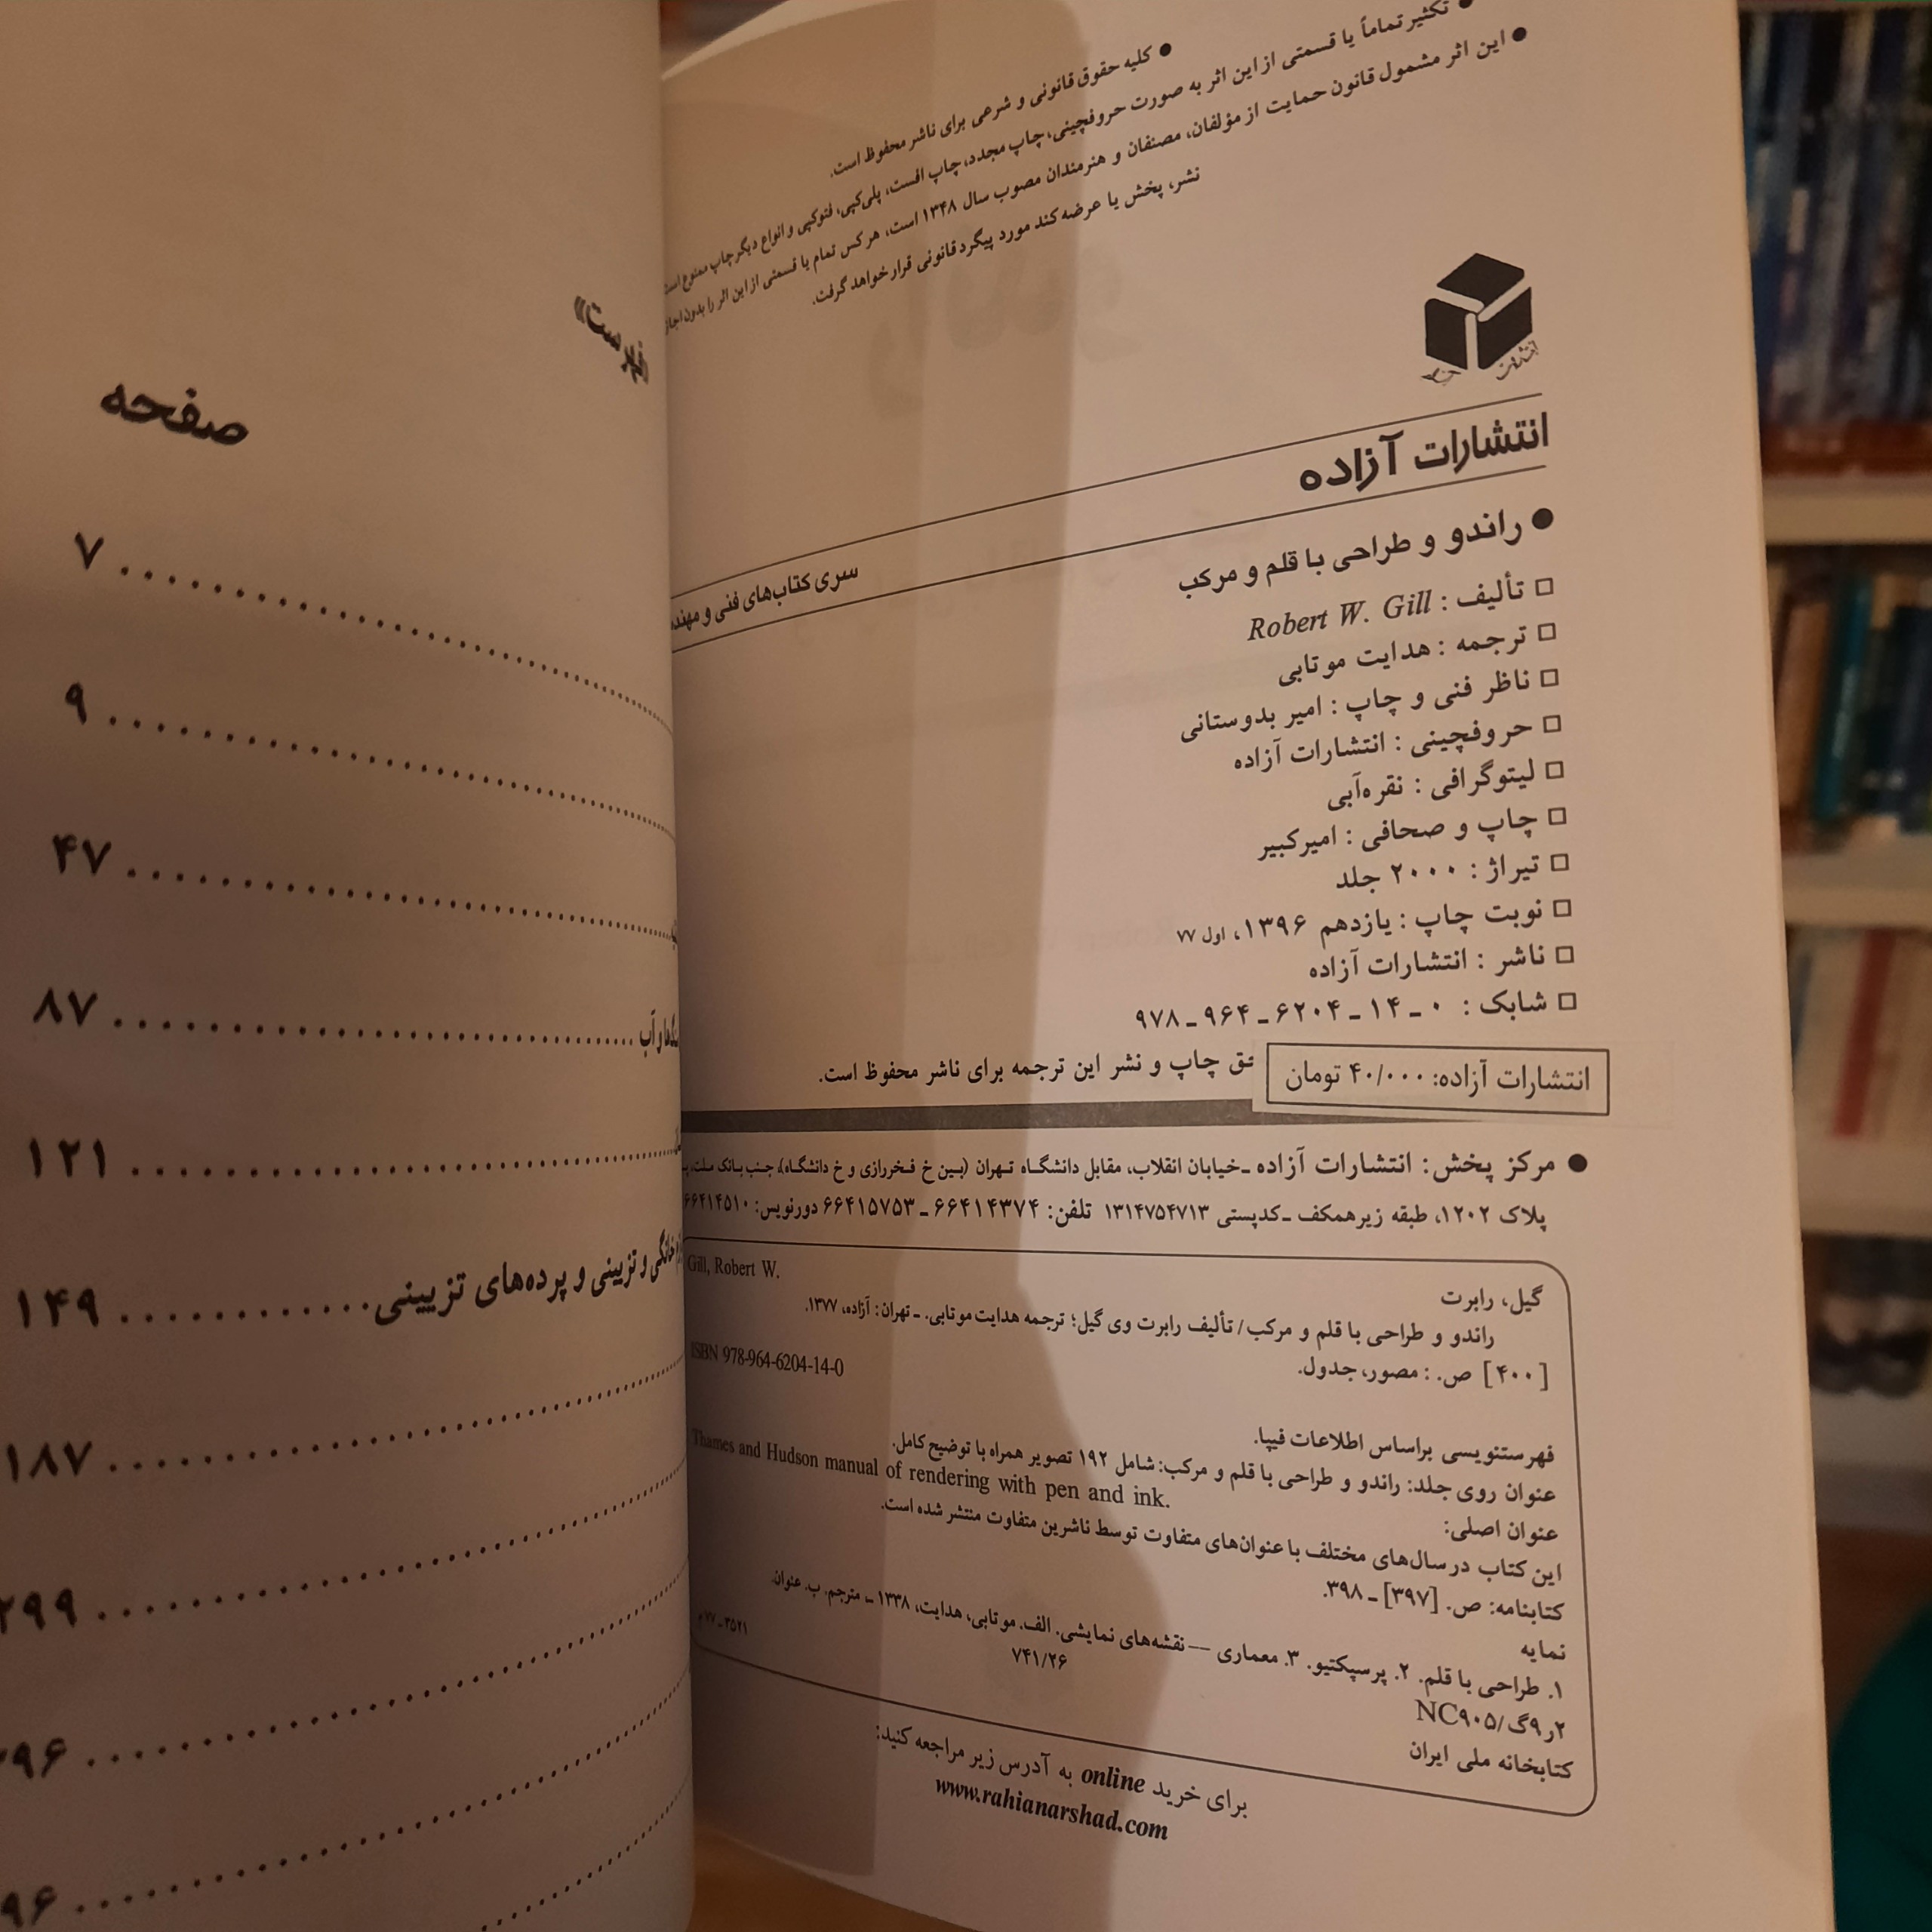 ● کلیه حقوق قانونی و شرعی برای ناشر محفوظ است.
● تکثیر تماماً یا قسمتی از این اثر به صورت حروفچینی، چاپ مجدد، چاپ افست، پلی‌کپی، فتوکپی و انواع دیگر چاپ ممنوع است
● این اثر مشمول قانون حمایت از مؤلفان، مصنفان و هنرمندان مصوب سال ۱۳۴۸ است، هر کس تمام یا قسمتی از این اثر را بدون
نشر، پخش یا عرضه کند مورد پیگرد قانونی قرار خواهد گرفت.
انتشارات
انتشارات آزاده
سری کتاب‌های فنی و
● راندو و طراحی با قلم و مرکب
□ تألیف : Robert W. Gill
□ ترجمه : هدایت موتابی
□ ناظر فنی و چاپ : امیر بدوستانی
□ حروفچینی : انتشارات آزاده
□ لیتوگرافی : نقره‌آبی
□ چاپ و صحافی : امیرکبیر
□ تیراژ : ۲۰۰۰ جلد
□ نوبت چاپ : یازدهم ۱۳۹۶، اول ۷۷
□ ناشر : انتشارات آزاده
□ شابک : ۰ ـ ۱۴ ـ ۶۲۰۴ ـ ۹۶۴ ـ ۹۷۸
انتشارات آزاده: ۴۰/۰۰۰ تومان
حق چاپ و نشر این ترجمه برای ناشر محفوظ است.
● مرکز پخش: انتشارات آزاده ـ خیابان انقلاب، مقابل دانشگاه تهران (بین خ فخررازی و خ دانشگاه)، جنب بانک ملت،
پلاک ۱۲۰۲، طبقه زیرهمکف ـ کدپستی ۱۳۱۴۷۵۴۷۱۳ تلفن: ۶۶۴۱۴۳۷۴ ـ ۶۶۴۱۵۷۵۳ دورنویس: ۶۶۴۱۴۵۱۰
گیل، رابرت
Gill, Robert W.
راندو و طراحی با قلم و مرکب/ تألیف رابرت وی گیل؛ ترجمه هدایت موتابی. ـ تهران: آزاده، ۱۳۷۷.
[۴۰۰] ص. : مصور، جدول.
ISBN 978-964-6204-14-0
فهرستنویسی براساس اطلاعات فیپا.
عنوان روی جلد: راندو و طراحی با قلم و مرکب: شامل ۱۹۲ تصویر همراه با توضیح کامل.
عنوان اصلی:
Thames and Hudson manual of rendering with pen and ink.
این کتاب در سال‌های مختلف با عنوان‌های متفاوت توسط ناشرین متفاوت منتشر شده است.
کتابنامه: ص. [۳۹۷] ـ ۳۹۸.
نمایه
۱. طراحی با قلم. ۲. پرسپکتیو. ۳. معماری — نقشه‌های نمایشی. الف. موتابی، هدایت، ۱۳۳۸ ـ مترجم. ب. عنوان.
۷۴۱/۲۶
۲ر۹گ/NC۹۰۵
۳۵۲۱ ـ ۷۷م
کتابخانه ملی ایران
برای خرید online به آدرس زیر مراجعه کنید:
www.rahianarshad.com
صفحه
۷
۹
۴۷
و آب ۸۷
۱۲۱
خانگی و تزیینی و پرده‌های تزیینی ۱۴۹
۱۸۷
۲۹۹